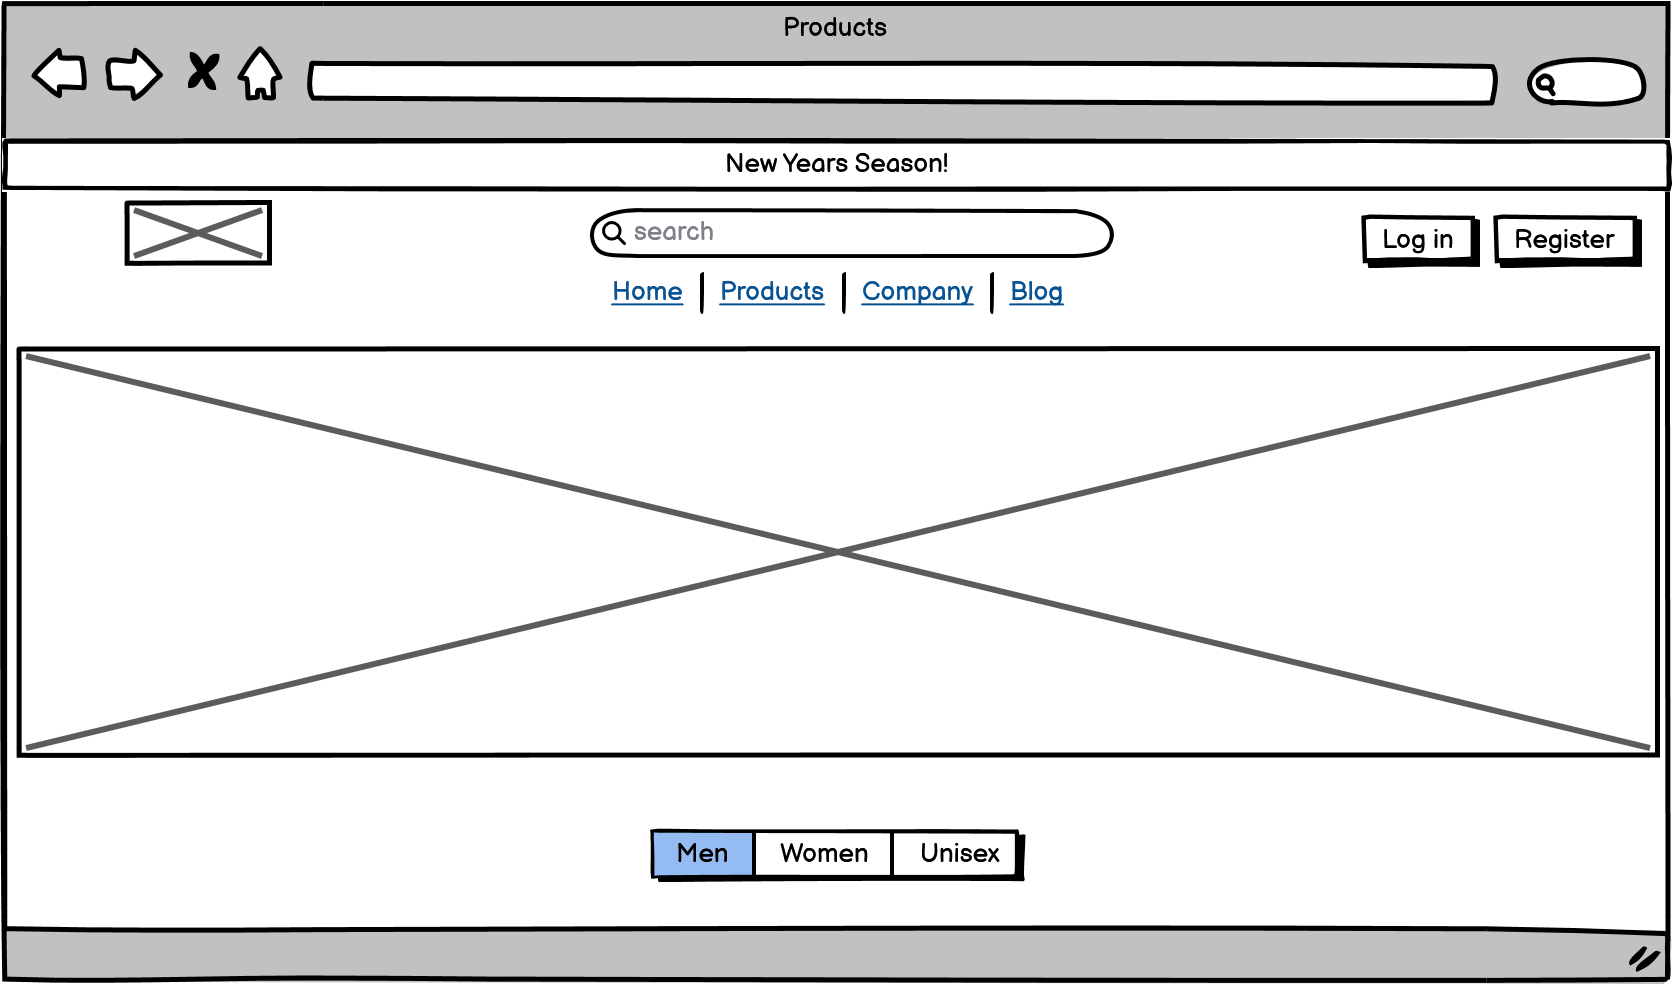 Products
New Years Season!
search
Log in
Register
Home
Products
Company
Blog
Men
Women
Unisex